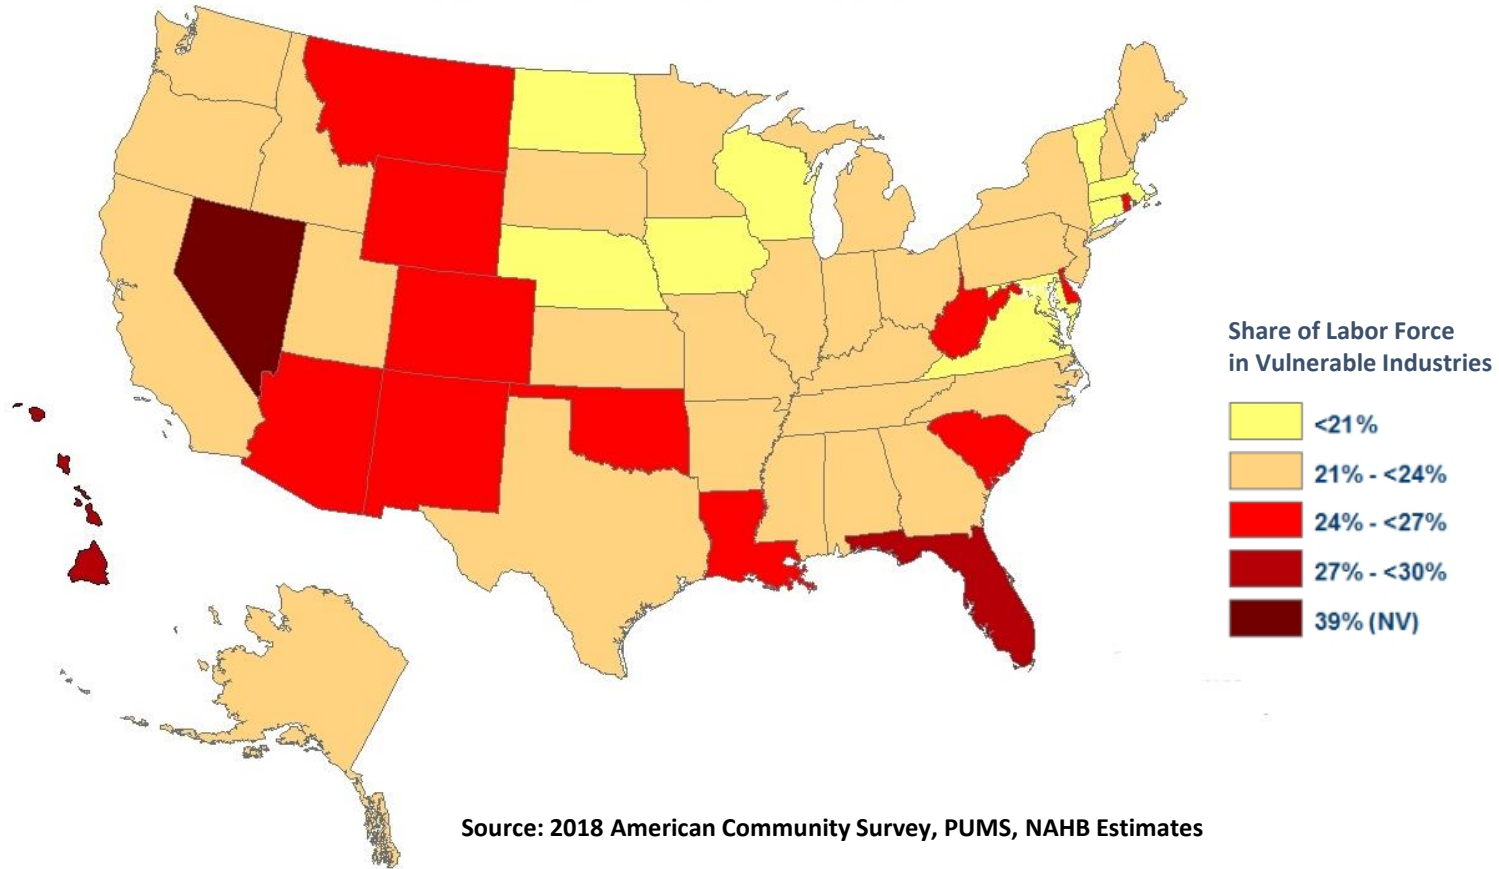 Share of Labor Force
in Vulnerable Industries
<21%
21% - <24%
24% - <27%
27% - <30%
39% (NV)
Source: 2018 American Community Survey, PUMS, NAHB Estimates